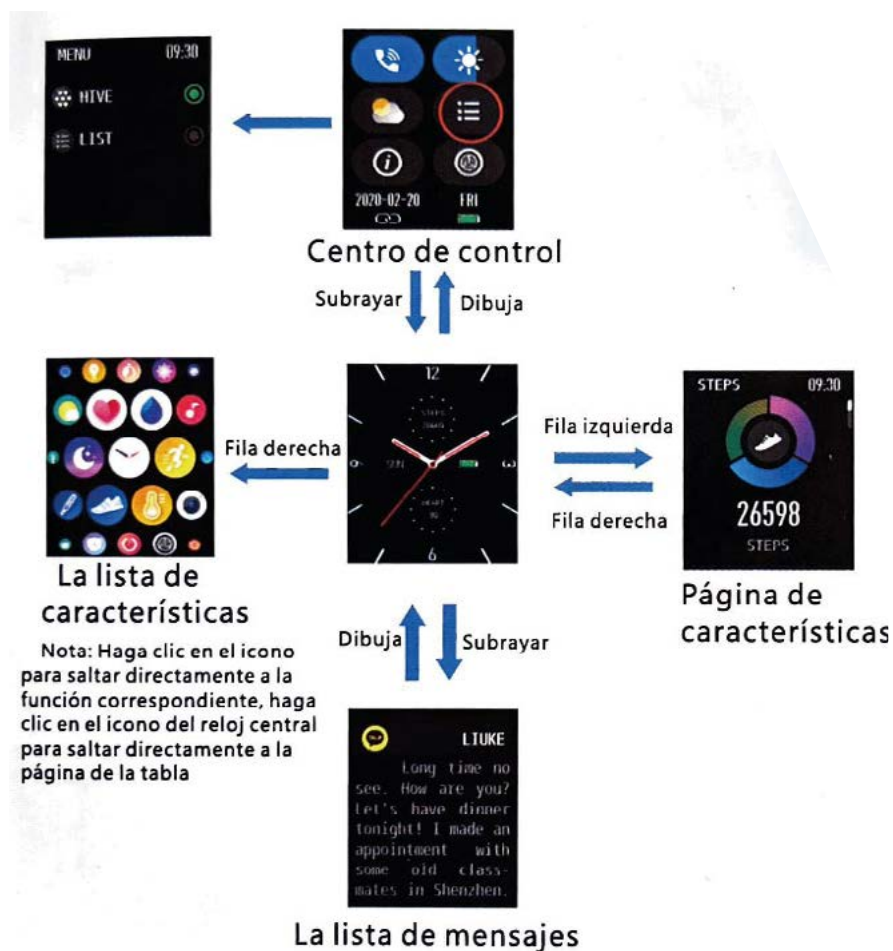 MENU 09:30
HIVE
LIST
2020-02-20 FRI
Centro de control
Subrayar
Dibuja
Fila derecha
12
STEPS
SUN
HEART
6
Fila izquierda
Fila derecha
STEPS 09:30
26598
STEPS
La lista de
características
Nota: Haga clic en el icono
para saltar directamente a la
función correspondiente, haga
clic en el icono del reloj central
para saltar directamente a la
página de la tabla
Página de
características
Dibuja
Subrayar
LIUKE
Long time no
see. How are you?
Let's have dinner
tonight! I made an
appointment with
some old class-
mates in Shenzhen.
La lista de mensajes